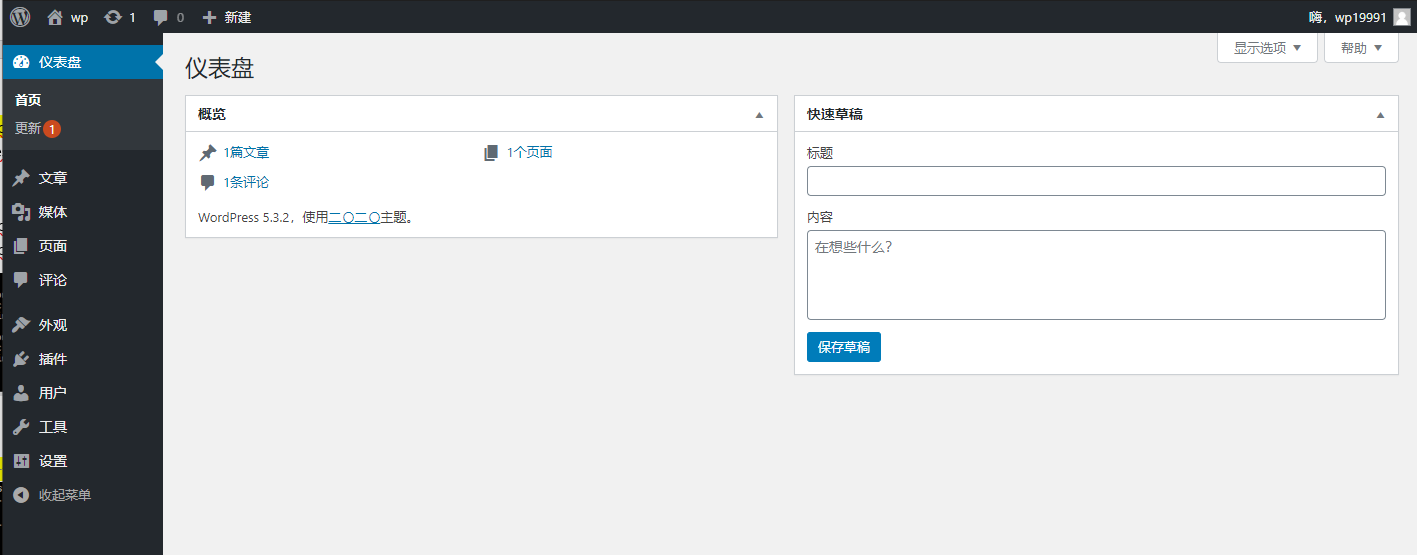 wp 1 0 新建 嗨，wp19991
显示选项 帮助
仪表盘
首页
更新 1
文章
媒体
页面
评论
外观
插件
用户
工具
设置
收起菜单
仪表盘
概览
1篇文章 1个页面
1条评论
WordPress 5.3.2，使用二〇二〇主题。
快速草稿
标题
内容
在想些什么？
保存草稿